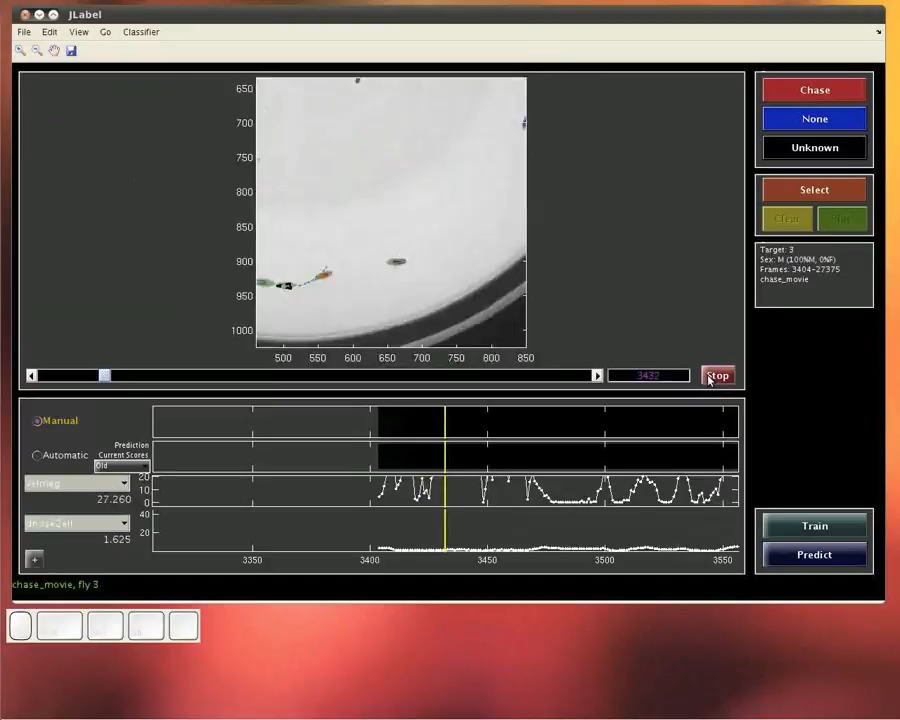 JLabel
File Edit View Go Classifier
650
700
750
800
850
900
950
1000
500 550 600 650 700 750 800 850
3432
Stop
Chase
None
Unknown
Select
Clear
Target: 3
Sex: M (100%M, 0%F)
Frames: 3404-27375
chase_movie
Manual
Automatic
Prediction
Current Scores
Old
velmag
27.260
dnose2ell
1.625
+
20
10
0
40
20
3350 3400 3450 3500 3550
Train
Predict
chase_movie, fly 3